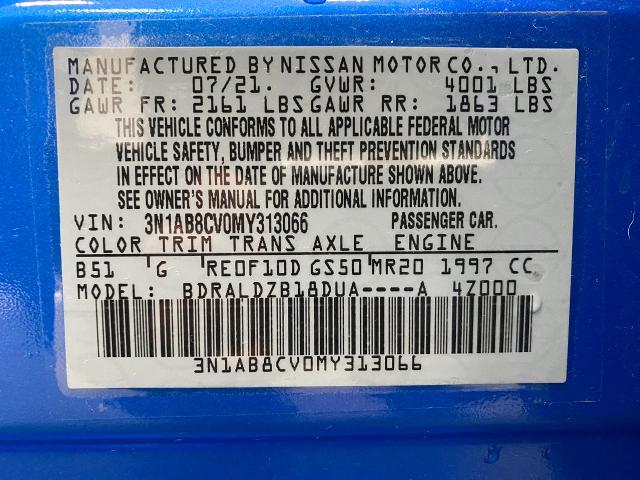 MANUFACTURED BY NISSAN MOTOR CO., LTD.
DATE: 07/21. GVWR: 4001 LBS
GAWR FR: 2161 LBS GAWR RR: 1863 LBS
THIS VEHICLE CONFORMS TO ALL APPLICABLE FEDERAL MOTOR
VEHICLE SAFETY, BUMPER AND THEFT PREVENTION STANDARDS
IN EFFECT ON THE DATE OF MANUFACTURE SHOWN ABOVE.
SEE OWNER'S MANUAL FOR ADDITIONAL INFORMATION.
VIN: 3N1AB8CV0MY313066 PASSENGER CAR.
COLOR TRIM TRANS AXLE ENGINE
B51 G RE0F10D GS50 MR20 1997 CC
MODEL: BDRALDZB18DUA----A 4Z000
3N1AB8CV0MY313066